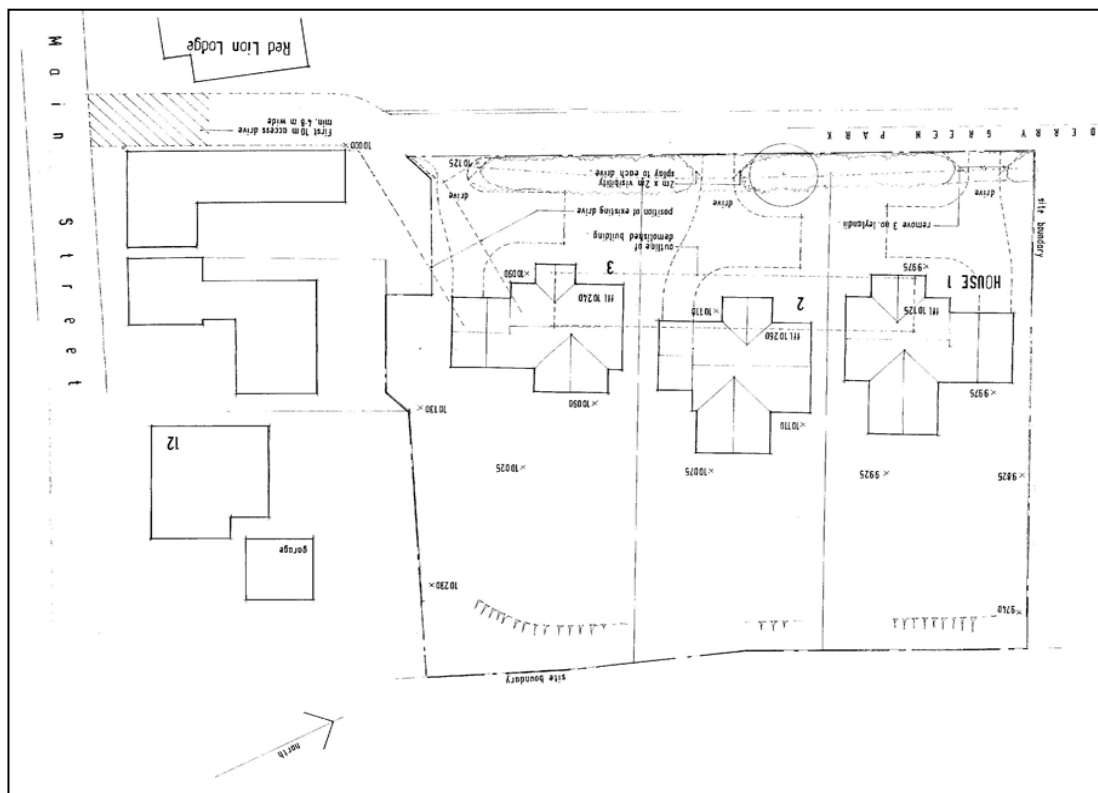 Main Street
Red Lion Lodge
First 10m access drive
min. 4·8 m wide
×10000
DERRY GREEN PARK
×10125
2m x 2m visibility
splay to each drive.
drive
drive
drive
position of existing drive
outline of
demolished building
remove 3 no. leylandii
site boundary
HOUSE 1
×9975
ffl 10125
×9975
2
×10110
ffl 10260
×10110
3
×10090
ffl 10240
×10050
×10130
×10025
×10075
×9925
×9825
12
garage
×10230
×9740
site boundary
north